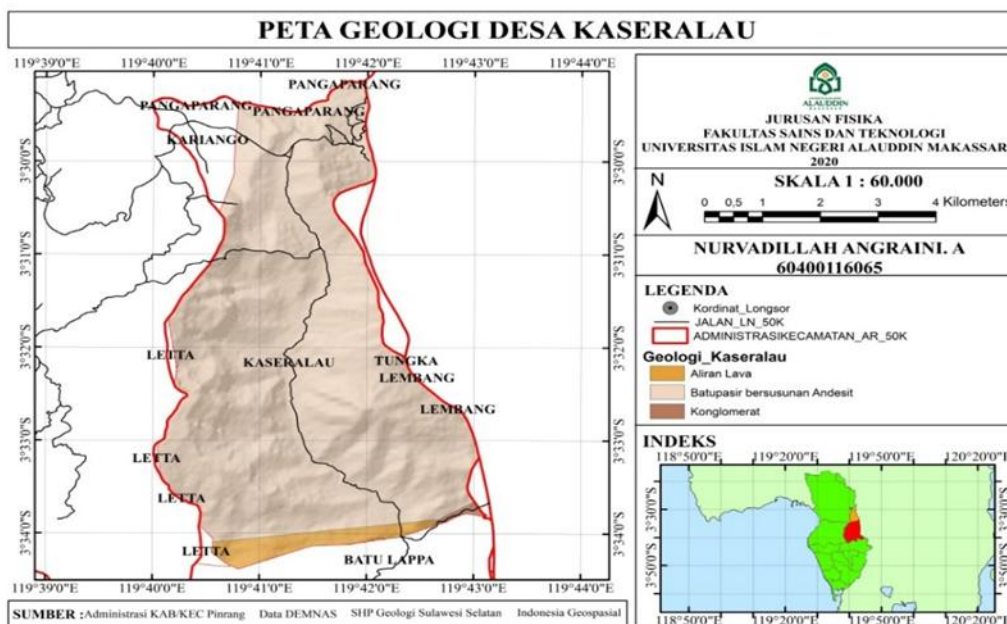 PETA GEOLOGI DESA KASERALAU
119°39'0"E 119°40'0"E 119°41'0"E 119°42'0"E 119°43'0"E 119°44'0"E
PANGAPARANG
PANGAPARANG
PANGAPARANG
KARIANGO
3°30'0"S
3°30'0"S
3°31'0"S
3°31'0"S
3°32'0"S
3°32'0"S
LETTA
KASERALAU
TUNGKA
LEMBANG
LEMBANG
3°33'0"S
3°33'0"S
LETTA
LETTA
3°34'0"S
3°34'0"S
LETTA
BATU LAPPA
119°39'0"E 119°40'0"E 119°41'0"E 119°42'0"E 119°43'0"E 119°44'0"E
SUMBER : Administrasi KAB/KEC Pinrang Data DEMNAS SHP Geologi Sulawesi Selatan Indonesia Geospasial
ALAUDDIN
JURUSAN FISIKA
FAKULTAS SAINS DAN TEKNOLOGI
UNIVERSITAS ISLAM NEGERI ALAUDDIN MAKASSAR
2020
N
SKALA 1 : 60.000
0 0,5 1 2 3 4 Kilometers
NURVADILLAH ANGRAINI. A
60400116065
LEGENDA
Kordinat_Longsor
JALAN_LN_50K
ADMINISTRASIKECAMATAN_AR_50K
Geologi_Kaseralau
Aliran Lava
Batupasir bersusunan Andesit
Konglomerat
INDEKS
118°50'0"E 119°20'0"E 119°50'0"E 120°20'0"E
3°30'0"S
3°50'0"S
118°50'0"E 119°20'0"E 119°50'0"E 120°20'0"E